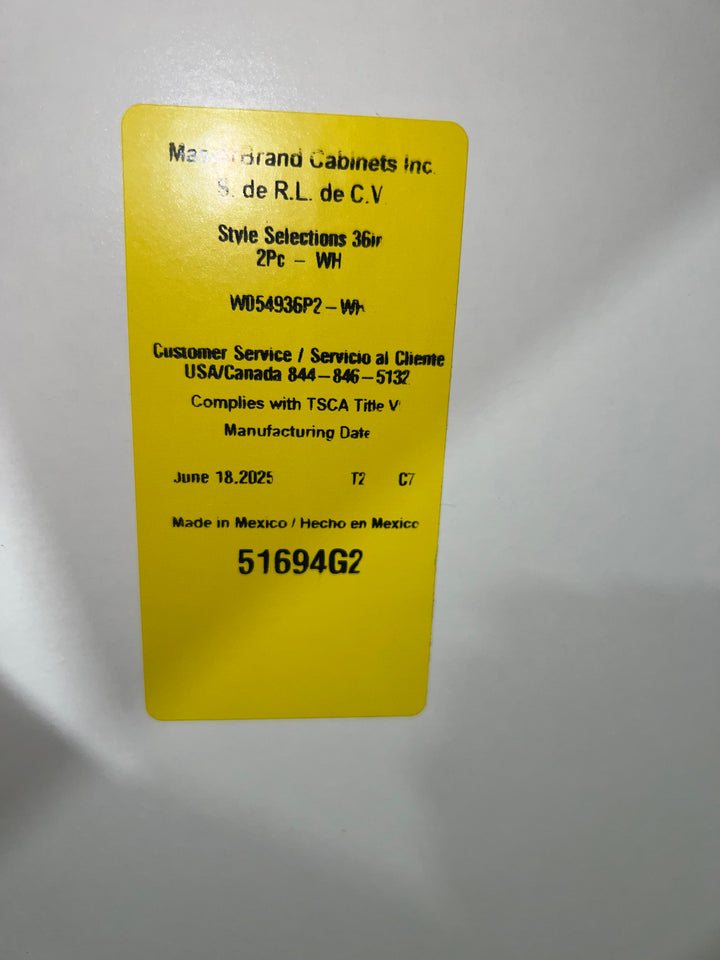 Brand Cabinets Inc.
S. de R.L. de C.V
Style Selections 36in
2Pc - WH
W054936P2-Wh
Customer Service / Servicio al Cliente
USA/Canada 844-846-5132
Complies with TSCA Title V
Manufacturing Date
June 18.2025 T2 C7
Made in Mexico / Hecho en Mexico
51694G2